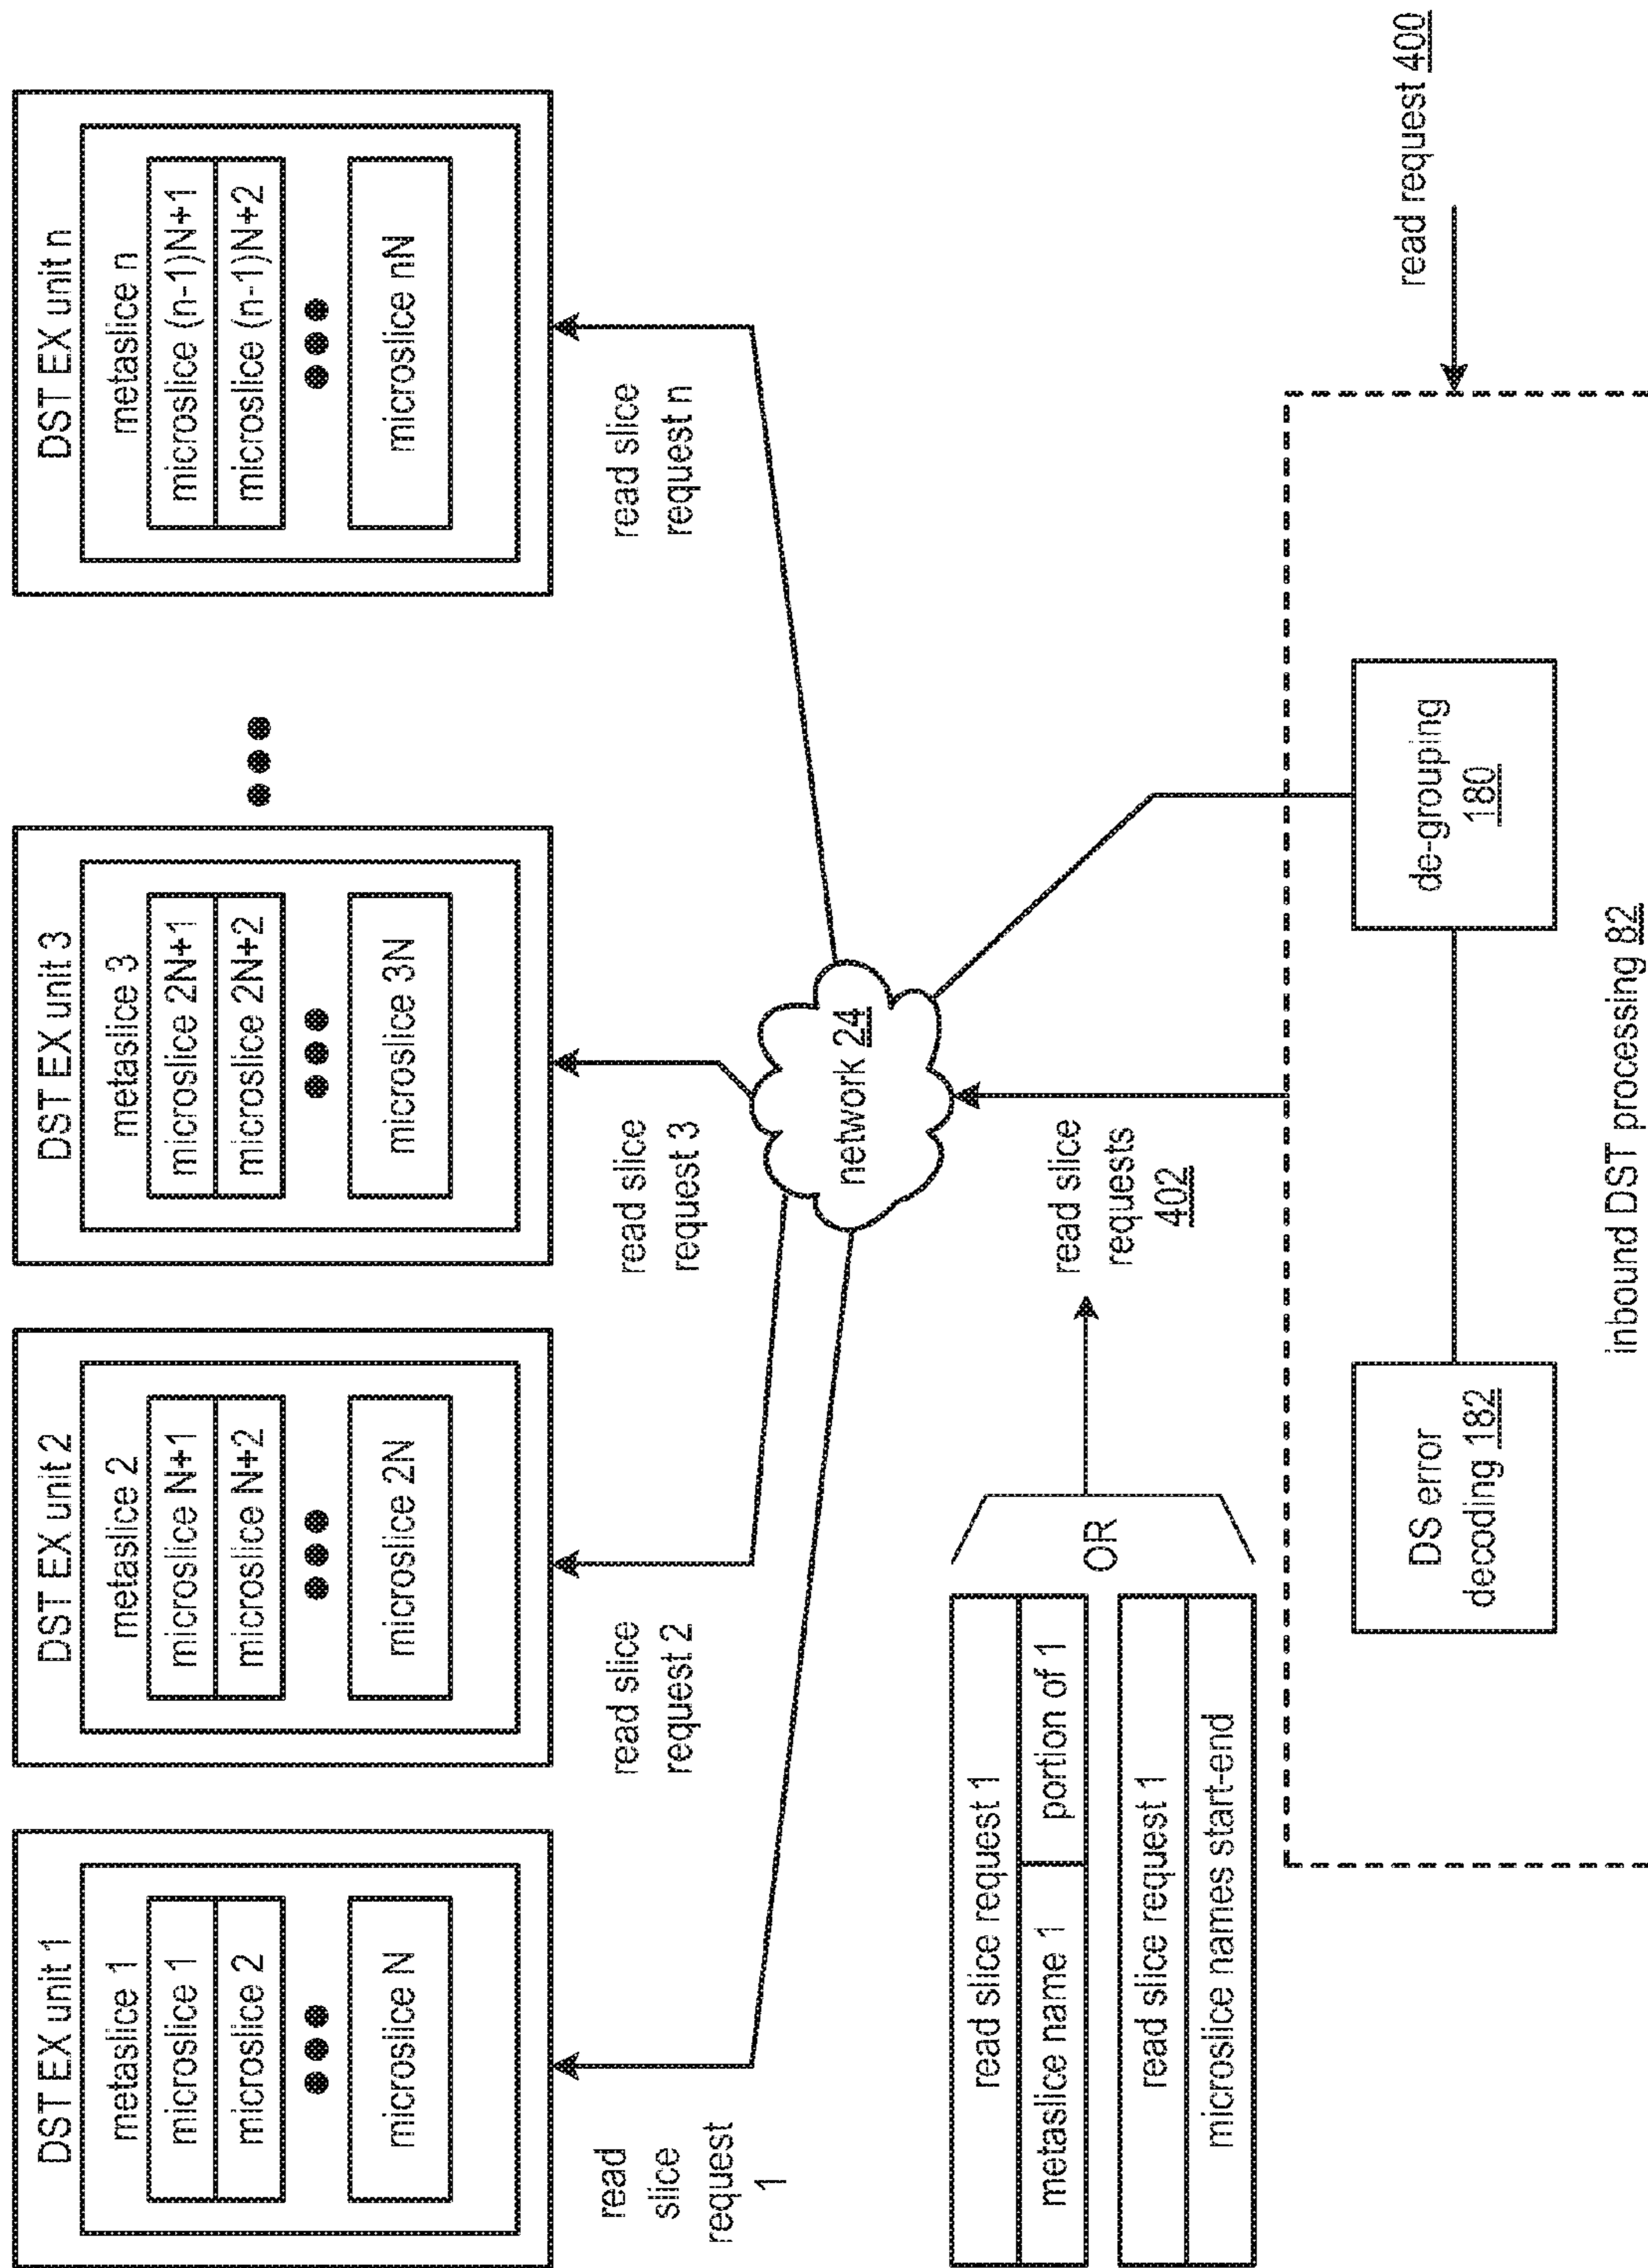 DST EX unit 1
metaslice 1
microslice 1
microslice 2
microslice N
DST EX unit 2
metaslice 2
microslice N+1
microslice N+2
microslice 2N
DST EX unit 3
metaslice 3
microslice 2N+1
microslice 2N+2
microslice 3N
DST EX unit n
metaslice n
microslice (n-1)N+1
microslice (n-1)N+2
microslice nN
read
slice
request
1
read slice
request 2
read slice
request 3
read slice
request n
network 24
read slice request 1
metaslice name 1
portion of 1
OR
read slice request 1
microslice names start-end
read slice
requests
402
read request 400
DS error
decoding 182
de-grouping
180
inbound DST processing 82